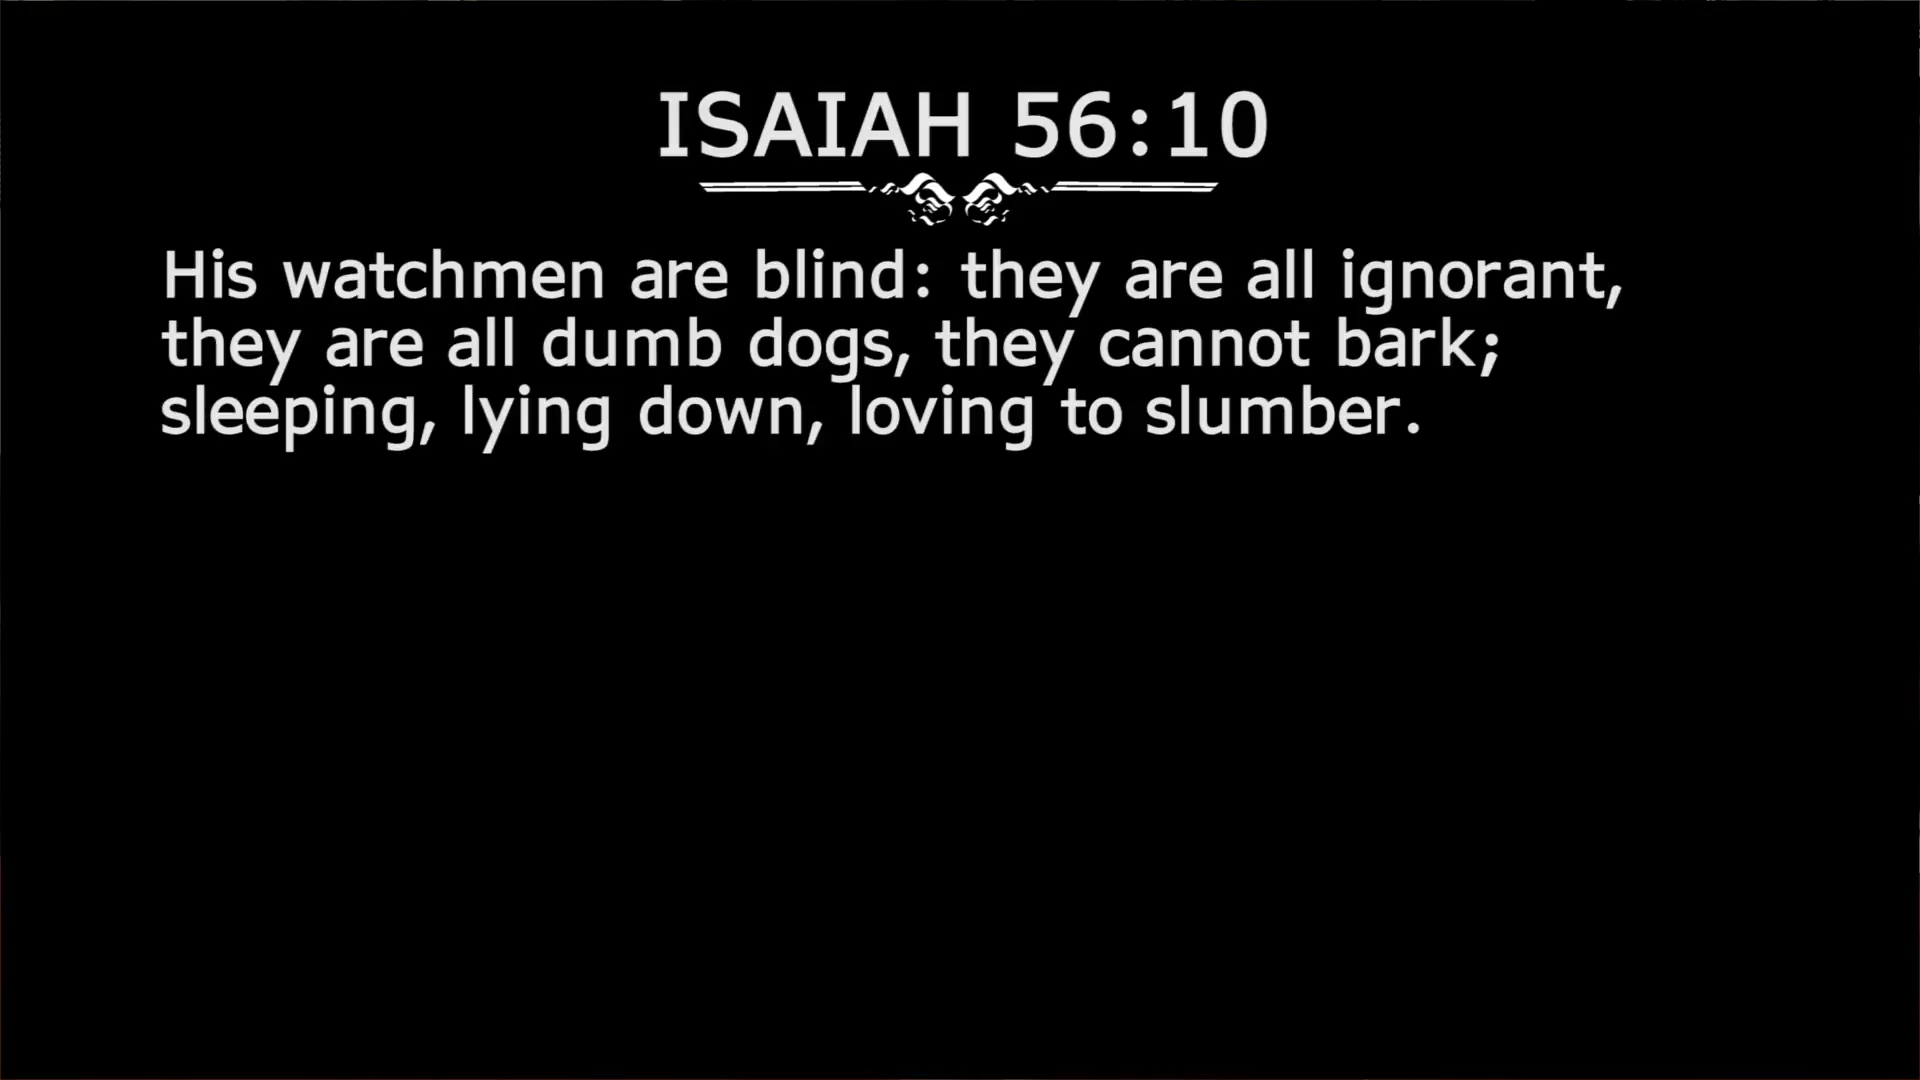 ISAIAH 56:10
His watchmen are blind: they are all ignorant,
they are all dumb dogs, they cannot bark;
sleeping, lying down, loving to slumber.